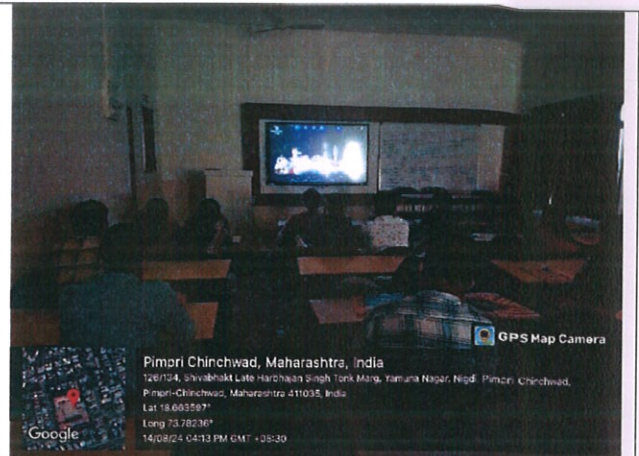 GPS Map Camera
Pimpri Chinchwad, Maharashtra, India
126/134, Shivabhakt Late Harbhajan Singh Tonk Marg, Yamuna Nagar, Nigdi, Pimpri Chinchwad,
Pimpri-Chinchwad, Maharashtra 411035, India
Lat 18.663597°
Long 73.78236°
14/08/24 04:13 PM GMT +05:30
Google